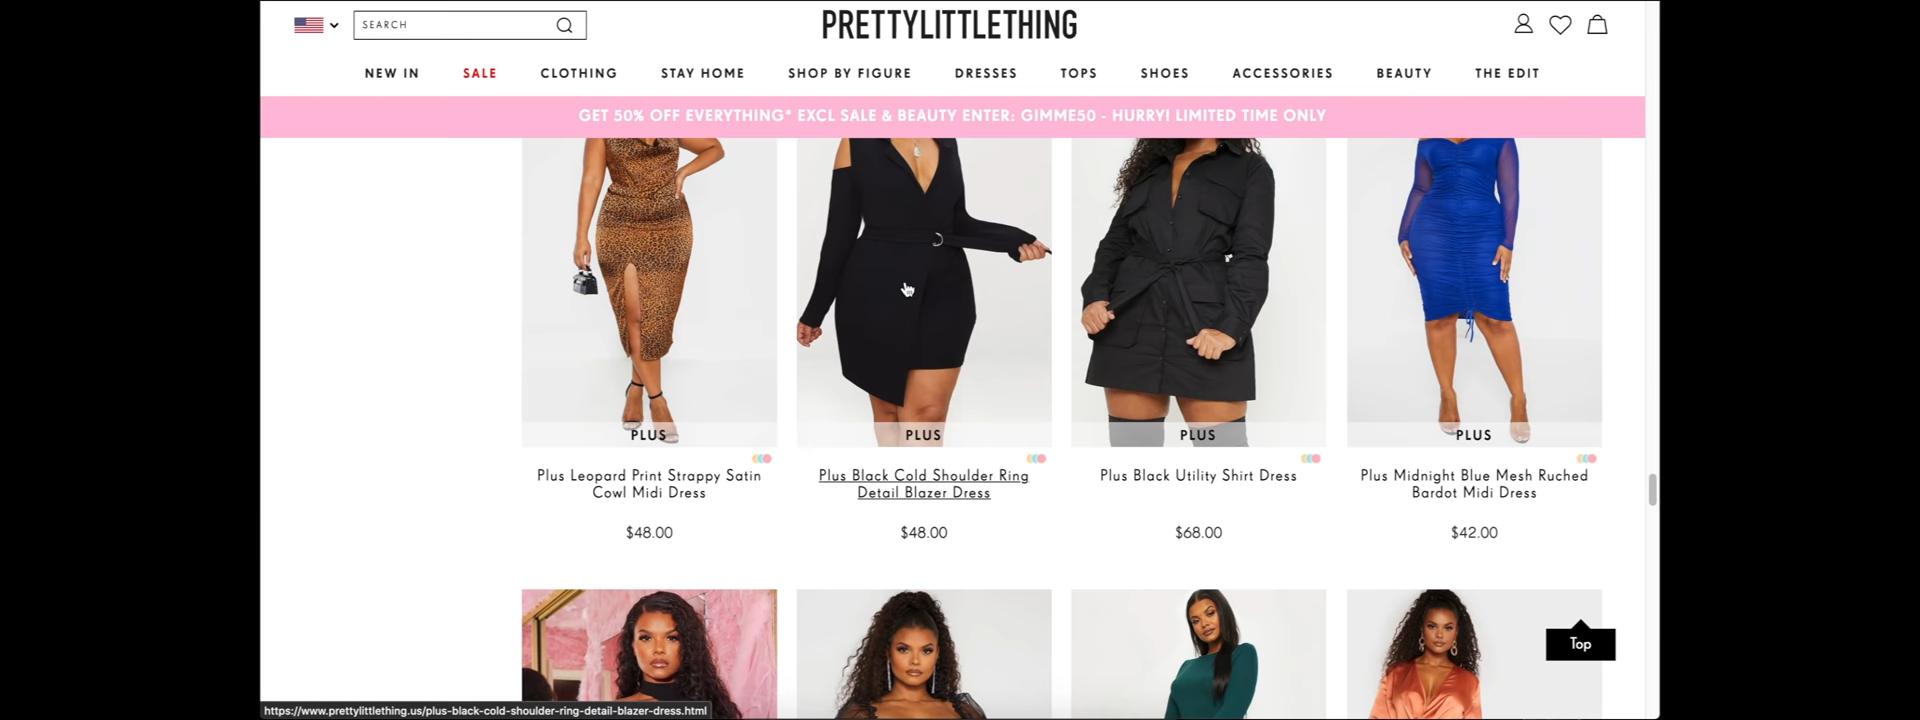 SEARCH
PRETTYLITTLETHING
NEW IN SALE CLOTHING STAY HOME SHOP BY FIGURE DRESSES TOPS SHOES ACCESSORIES BEAUTY THE EDIT
GET 50% OFF EVERYTHING* EXCL SALE & BEAUTY ENTER: GIMME50 - HURRY! LIMITED TIME ONLY
PLUS PLUS PLUS PLUS
Plus Leopard Print Strappy Satin
Cowl Midi Dress
$48.00
Plus Black Cold Shoulder Ring
Detail Blazer Dress
$48.00
Plus Black Utility Shirt Dress
$68.00
Plus Midnight Blue Mesh Ruched
Bardot Midi Dress
$42.00
Top
https://www.prettylittlething.us/plus-black-cold-shoulder-ring-detail-blazer-dress.html